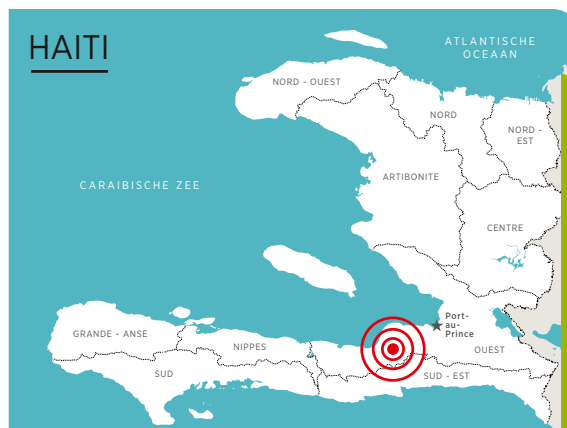 HAITI
ATLANTISCHE
OCEAAN
NORD - OUEST
NORD
NORD -
EST
ARTIBONITE
CARAIBISCHE ZEE
CENTRE
Port-
au-
Prince
GRANDE - ANSE
NIPPES
OUEST
SUD
SUD - EST